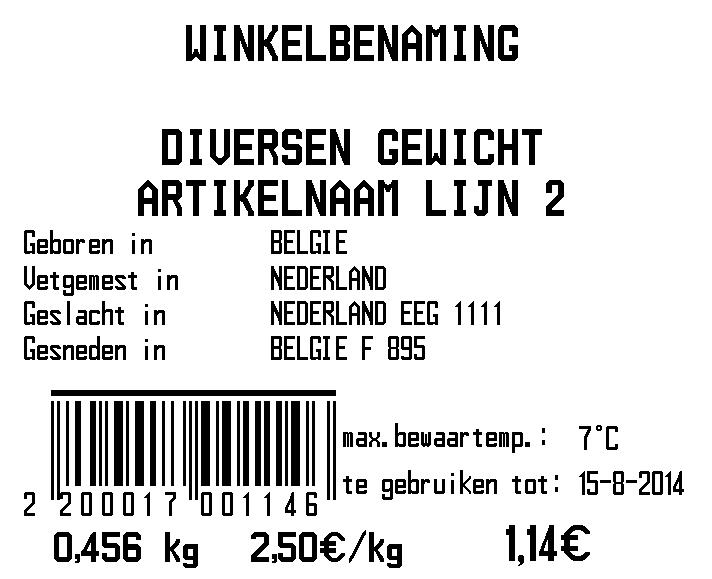 WINKELBENAMING
DIVERSEN GEWICHT
ARTIKELNAAM LIJN 2
Geboren in BELGIE
Vetgemest in NEDERLAND
Geslacht in NEDERLAND EEG 1111
Gesneden in BELGIE F 895
max.bewaartemp.: 7°C
te gebruiken tot: 15-8-2014
2 200017 001146
0,456 kg 2,50€/kg 1,14€